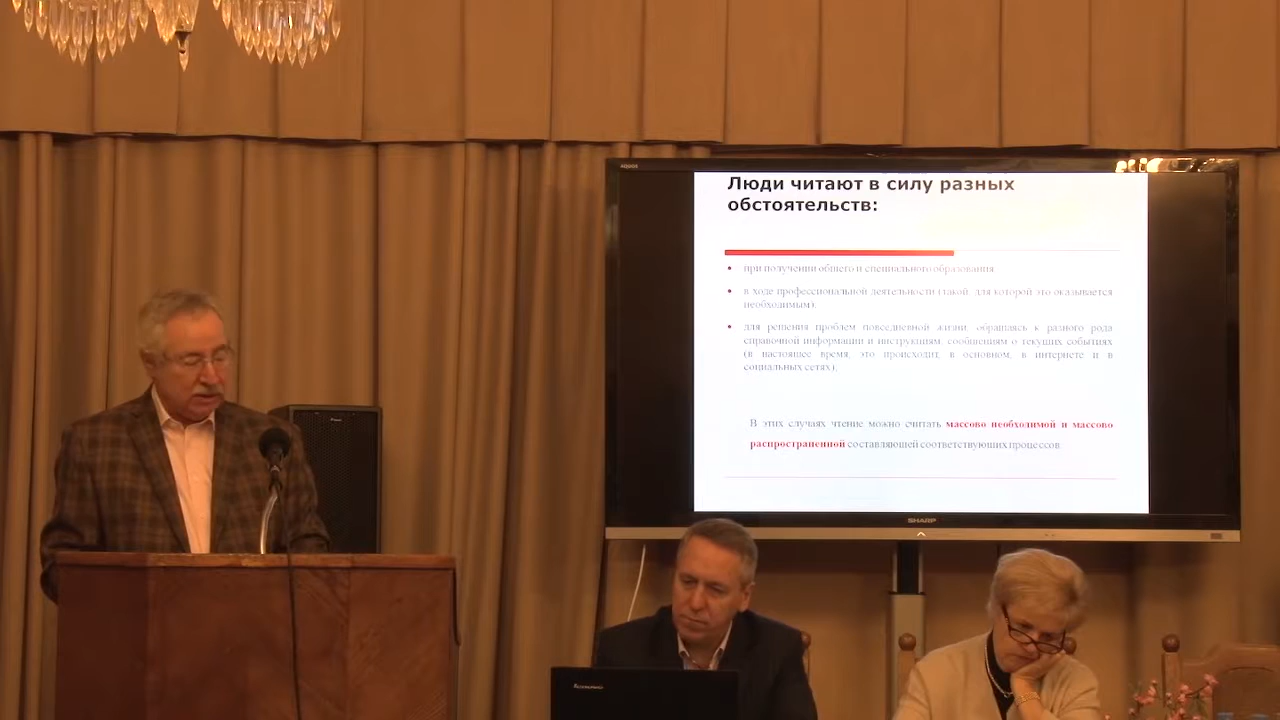 AQUOS
Люди читают в силу разных
обстоятельств:
• при получении общего и специального образования
• в ходе профессиональной деятельности (такой, для которой это оказывается
необходимым);
• для решения проблем повседневной жизни, обращаясь к разного рода
справочной информации и инструкциям, сообщениям о текущих событиях
(в настоящее время, это происходит, в основном, в интернете и в
социальных сетях).
В этих случаях чтение можно считать массово необходимой и массово
распространенной составляющей соответствующих процессов.
SHARP
lenovo